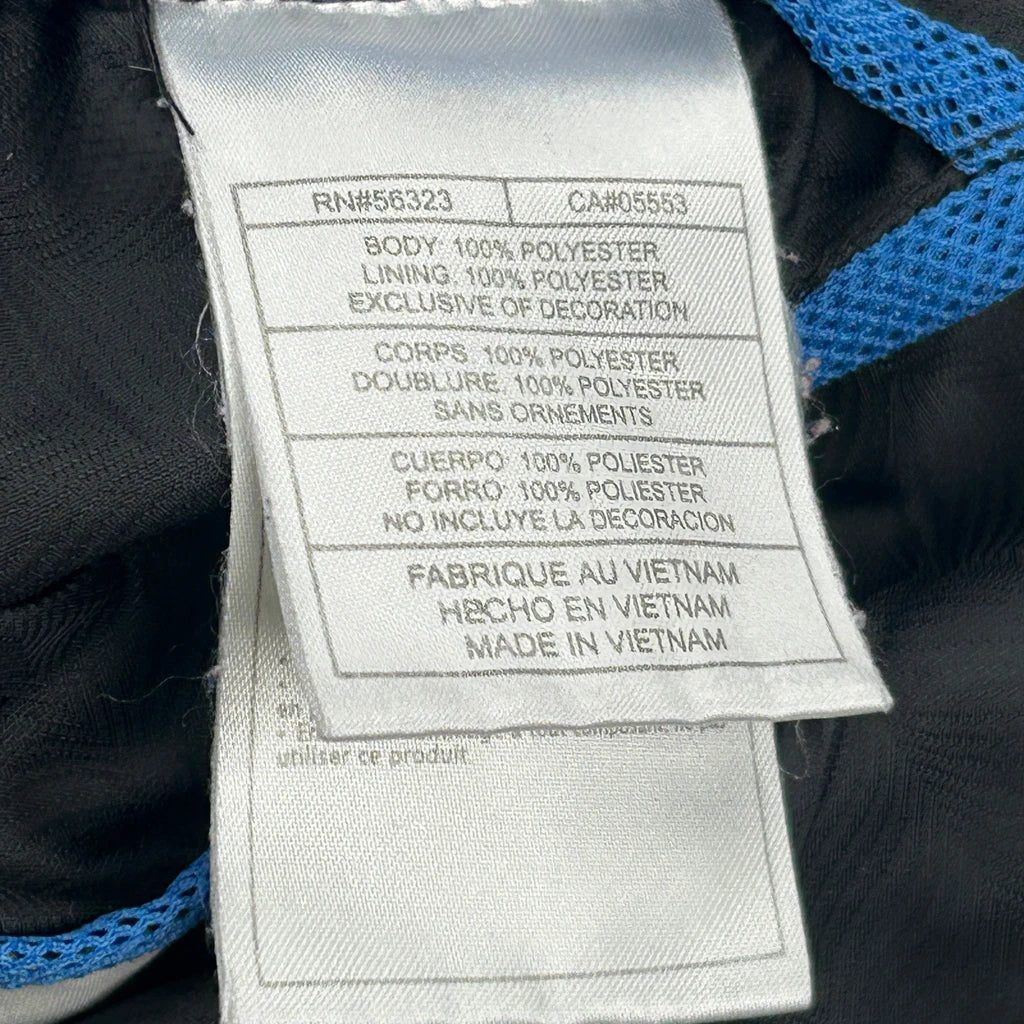 RN#56323 CA#05553
BODY: 100% POLYESTER
LINING: 100% POLYESTER
EXCLUSIVE OF DECORATION
CORPS: 100% POLYESTER
DOUBLURE: 100% POLYESTER
SANS ORNEMENTS
CUERPO: 100% POLIESTER
FORRO: 100% POLIESTER
NO INCLUYE LA DECORACION
FABRIQUE AU VIETNAM
HECHO EN VIETNAM
MADE IN VIETNAM
utiliser ce produit